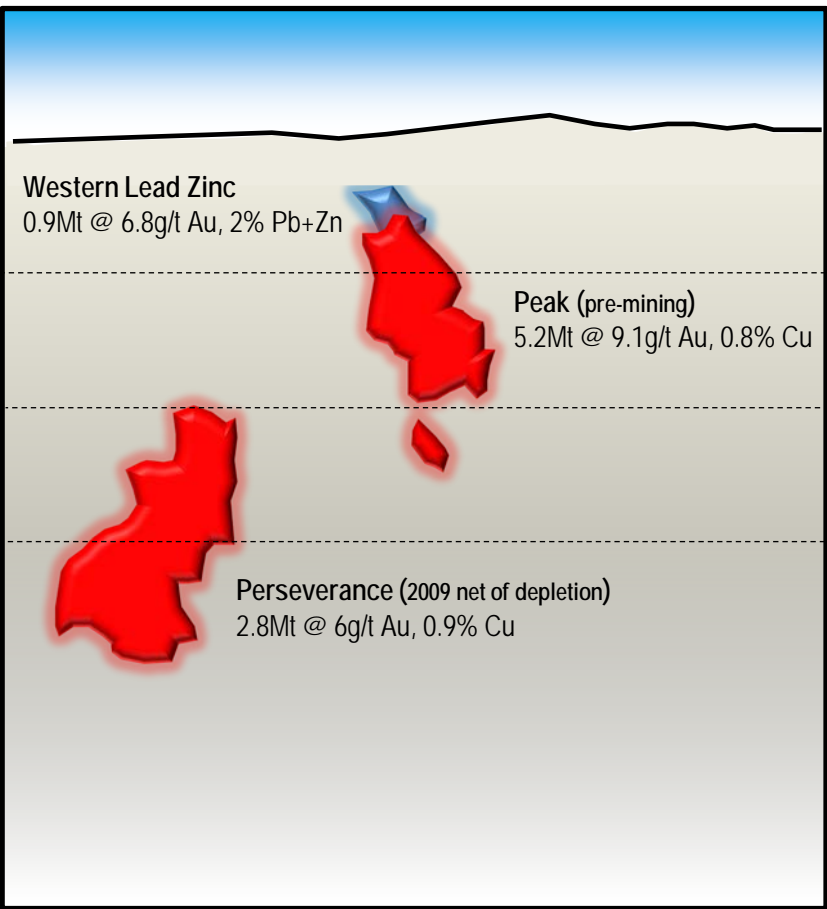 Western Lead Zinc
0.9Mt @ 6.8g/t Au, 2% Pb+Zn
Peak (pre-mining)
5.2Mt @ 9.1g/t Au, 0.8% Cu
Perseverance (2009 net of depletion)
2.8Mt @ 6g/t Au, 0.9% Cu